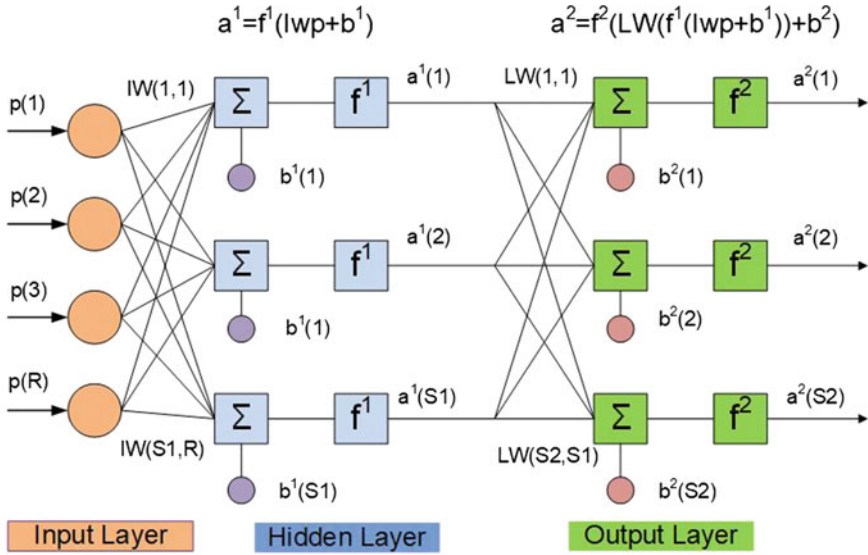 a¹=f¹(Iwp+b¹)
a²=f²(LW(f¹(Iwp+b¹))+b²)
p(1)
IW(1,1)
Σ
f¹
a¹(1)
LW(1,1)
Σ
f²
a²(1)
b¹(1)
b²(1)
p(2)
Σ
f¹
a¹(2)
Σ
f²
a²(2)
p(3)
b¹(1)
b²(2)
p(R)
Σ
f¹
a¹(S1)
Σ
f²
a²(S2)
IW(S1,R)
LW(S2,S1)
b¹(S1)
b²(S2)
Input Layer
Hidden Layer
Output Layer